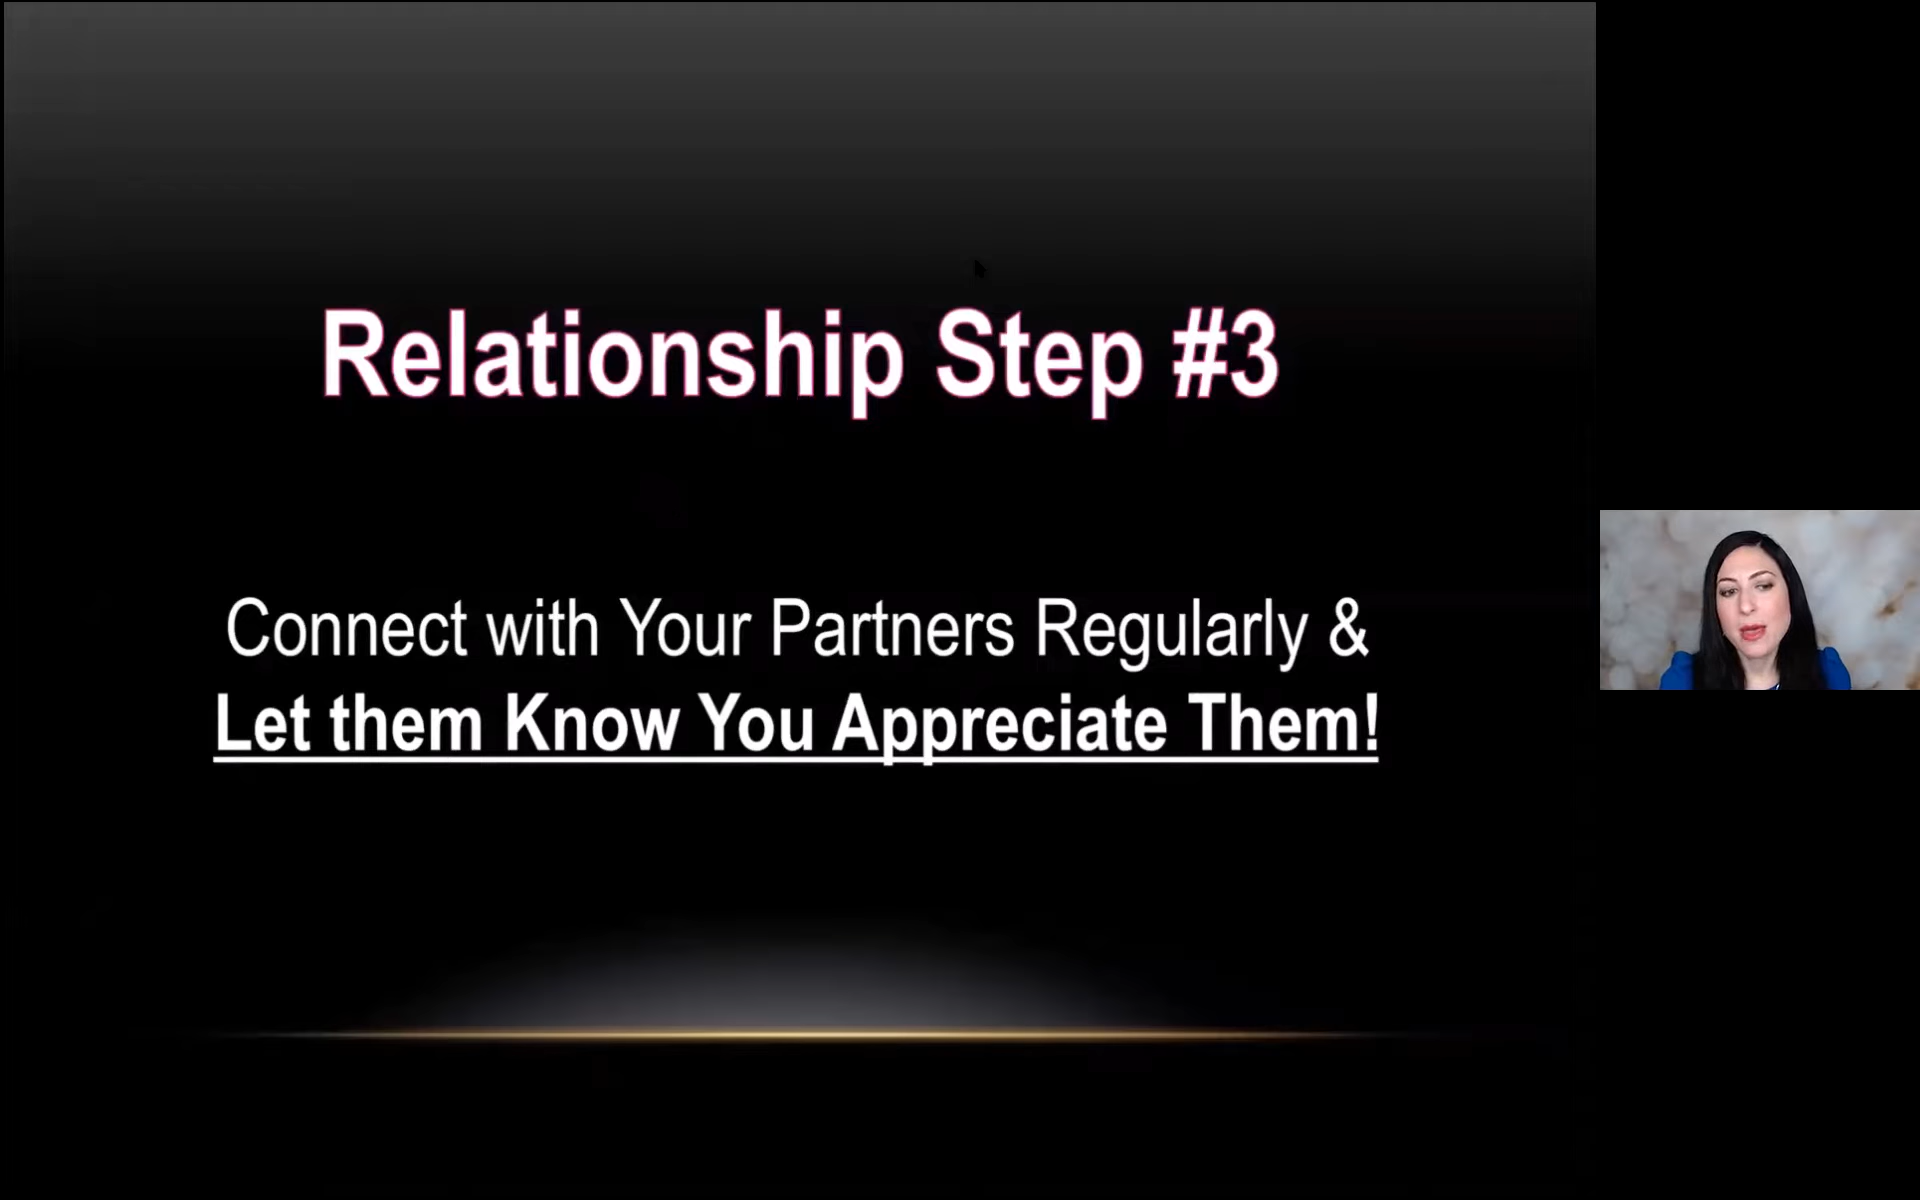 Relationship Step #3
Connect with Your Partners Regularly &
Let them Know You Appreciate Them!